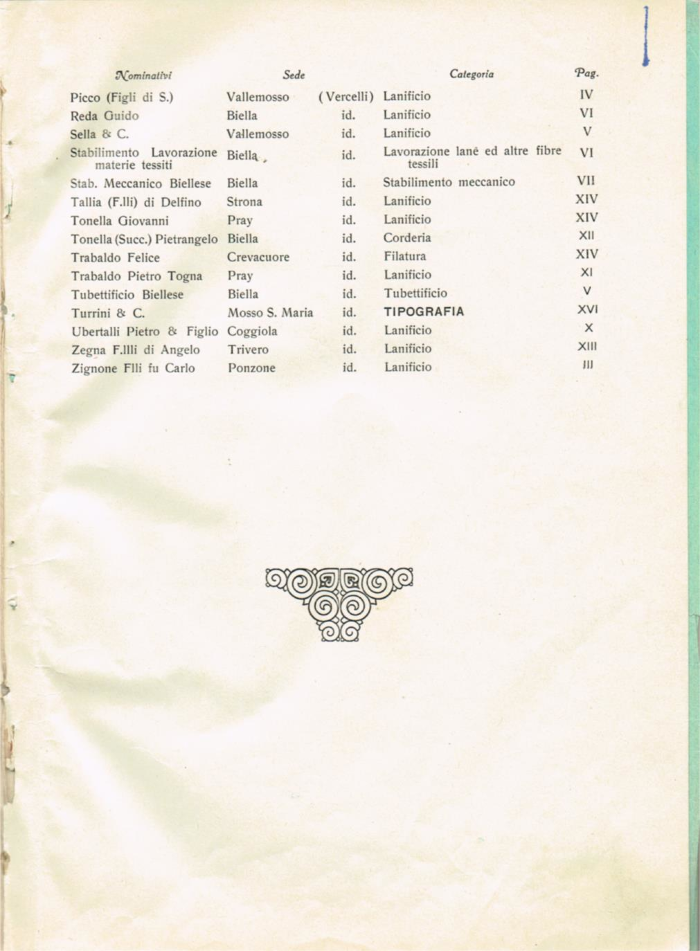 Nominativi Sede Categoria Pag.
Picco (Figli di S.) Vallemosso (Vercelli) Lanificio IV
Reda Guido Biella id. Lanificio VI
Sella & C. Vallemosso id. Lanificio V
Stabilimento Lavorazione materie tessiti Biella id. Lavorazione lane ed altre fibre tessili VI
Stab. Meccanico Biellese Biella id. Stabilimento meccanico VII
Tallia (F.lli) di Delfino Strona id. Lanificio XIV
Tonella Giovanni Pray id. Lanificio XIV
Tonella (Succ.) Pietrangelo Biella id. Corderia XII
Trabaldo Felice Crevacuore id. Filatura XIV
Trabaldo Pietro Togna Pray id. Lanificio XI
Tubettificio Biellese Biella id. Tubettificio V
Turrini & C. Mosso S. Maria id. TIPOGRAFIA XVI
Ubertalli Pietro & Figlio Coggiola id. Lanificio X
Zegna F.llli di Angelo Trivero id. Lanificio XIII
Zignone Flli fu Carlo Ponzone id. Lanificio III